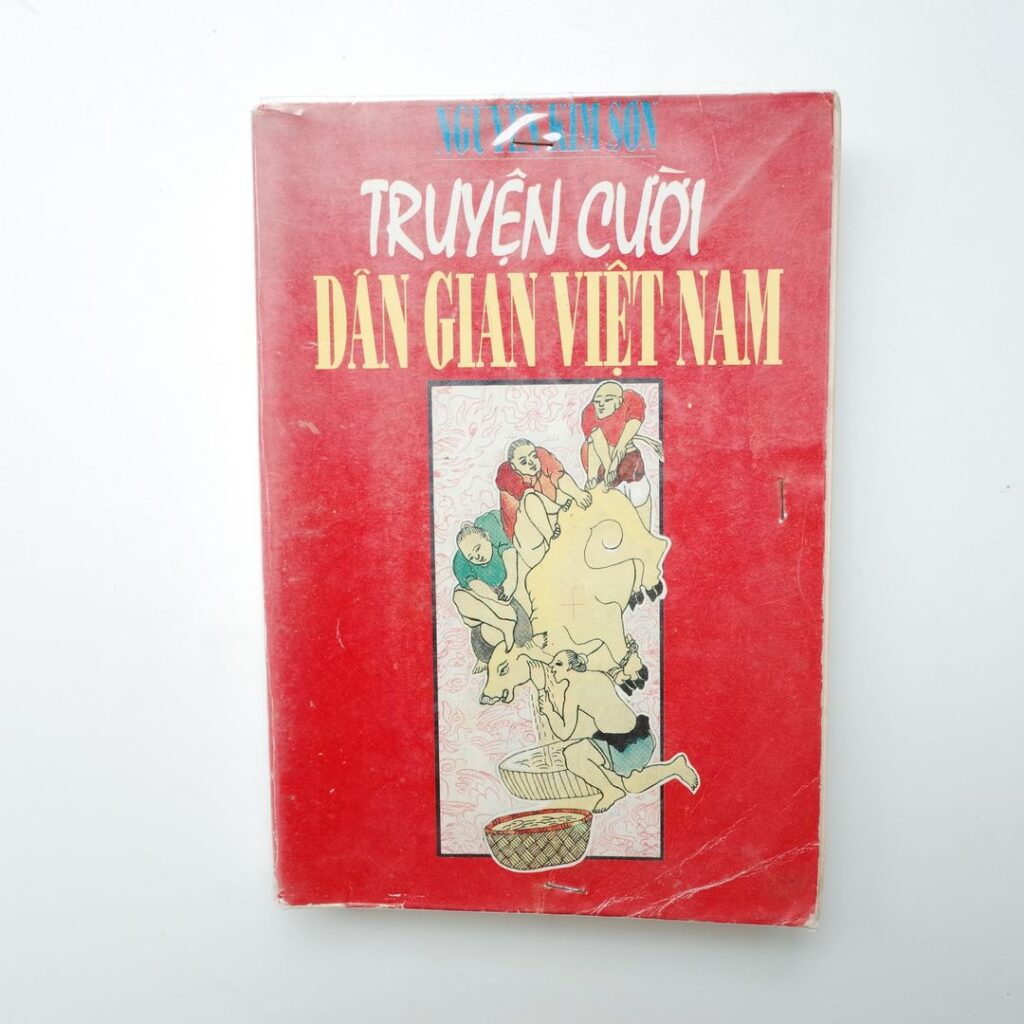 NGUYỄN KIM SƠN
TRUYỆN CƯỜI
DÂN GIAN VIỆT NAM